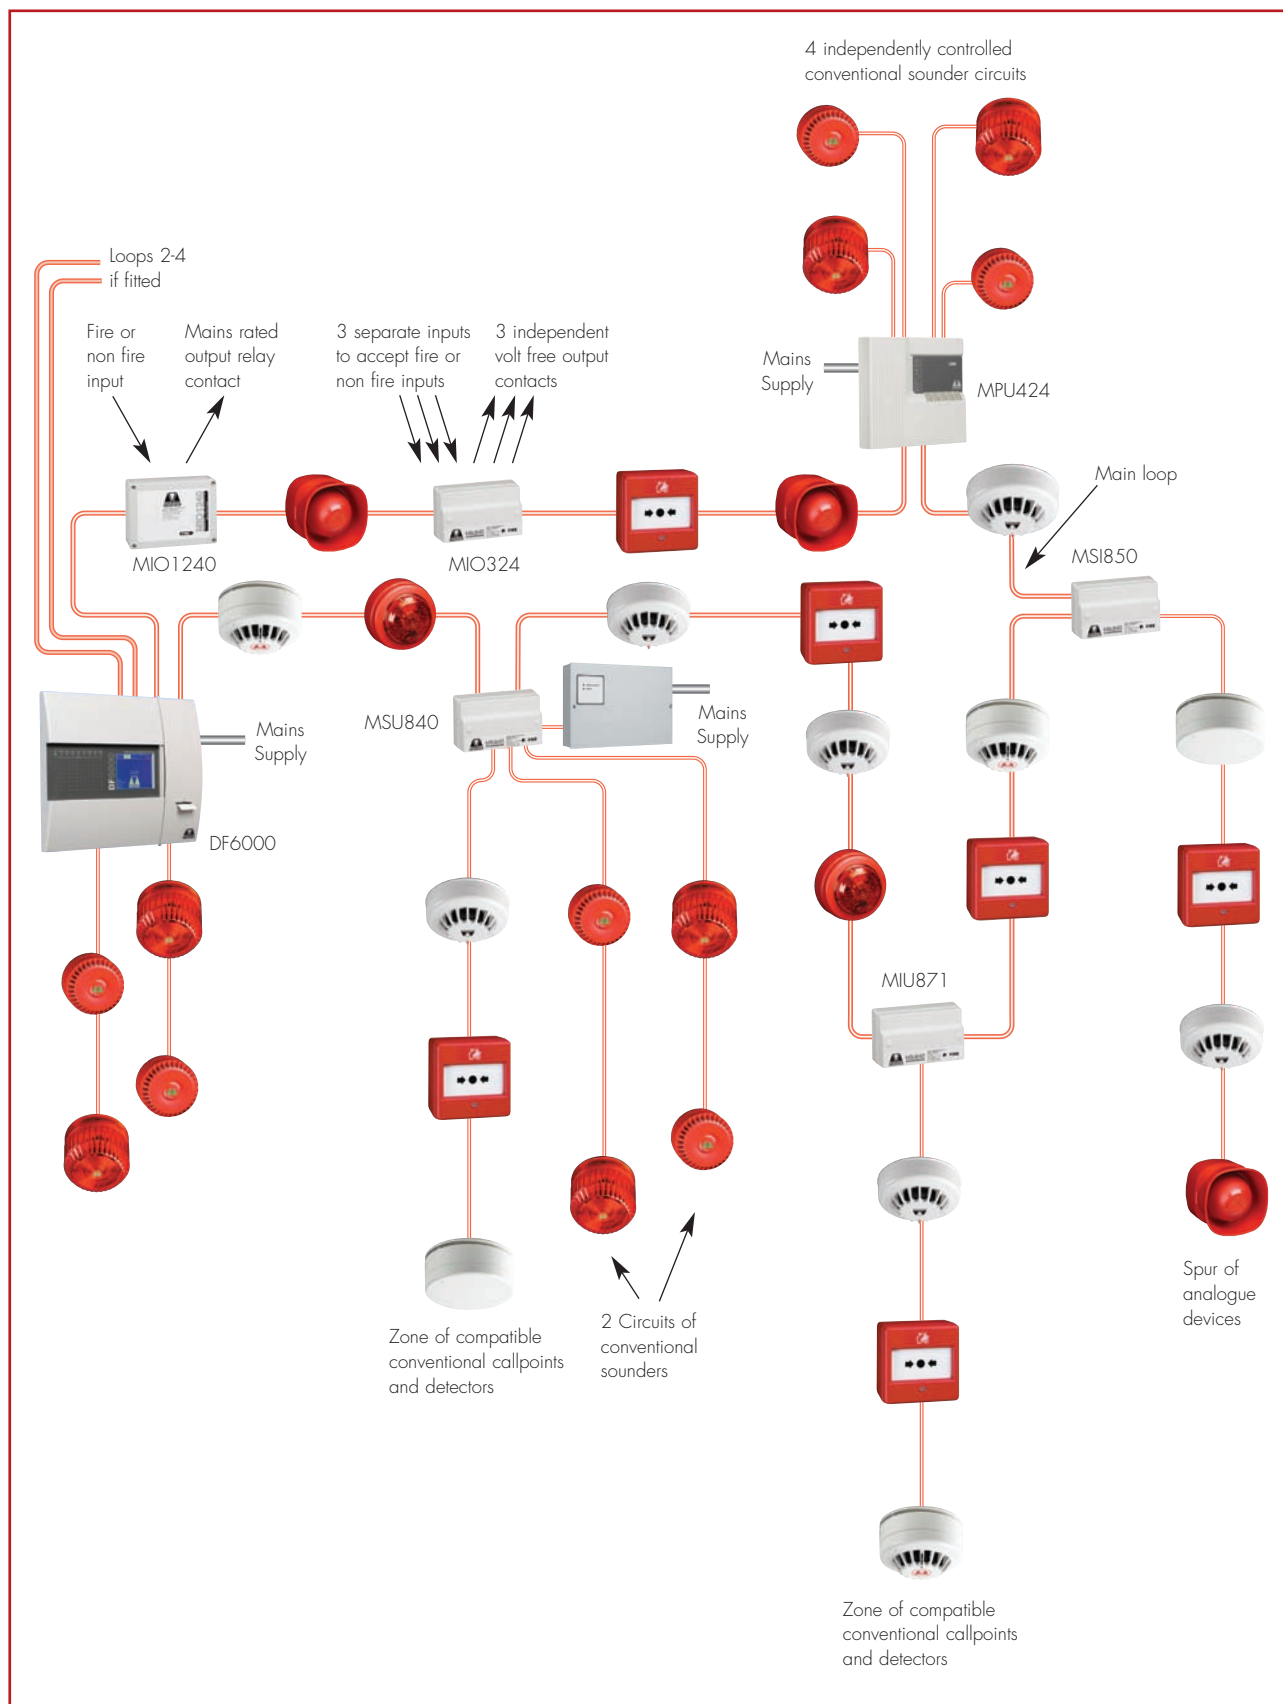 4 independently controlled
conventional sounder circuits
Loops 2-4
if fitted
Fire or
non fire
input
Mains rated
output relay
contact
3 separate inputs
to accept fire or
non fire inputs
3 independent
volt free output
contacts
Mains
Supply
MPU424
Main loop
MIO1240
MIO324
MSI850
MSU840
Mains
Supply
Mains
Supply
DF6000
MIU871
Spur of
analogue
devices
2 Circuits of
conventional
sounders
Zone of compatible
conventional callpoints
and detectors
Zone of compatible
conventional callpoints
and detectors